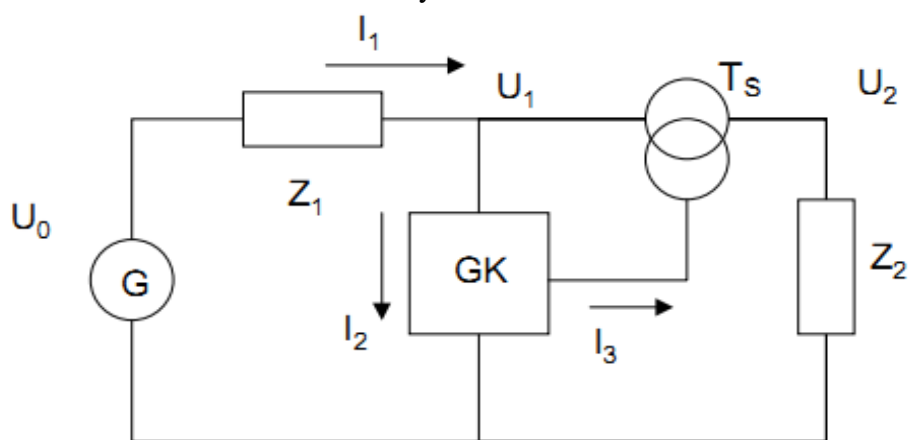 I₁
U₁
Tₛ
U₂
Z₁
U₀
G
GK
Z₂
I₂
I₃